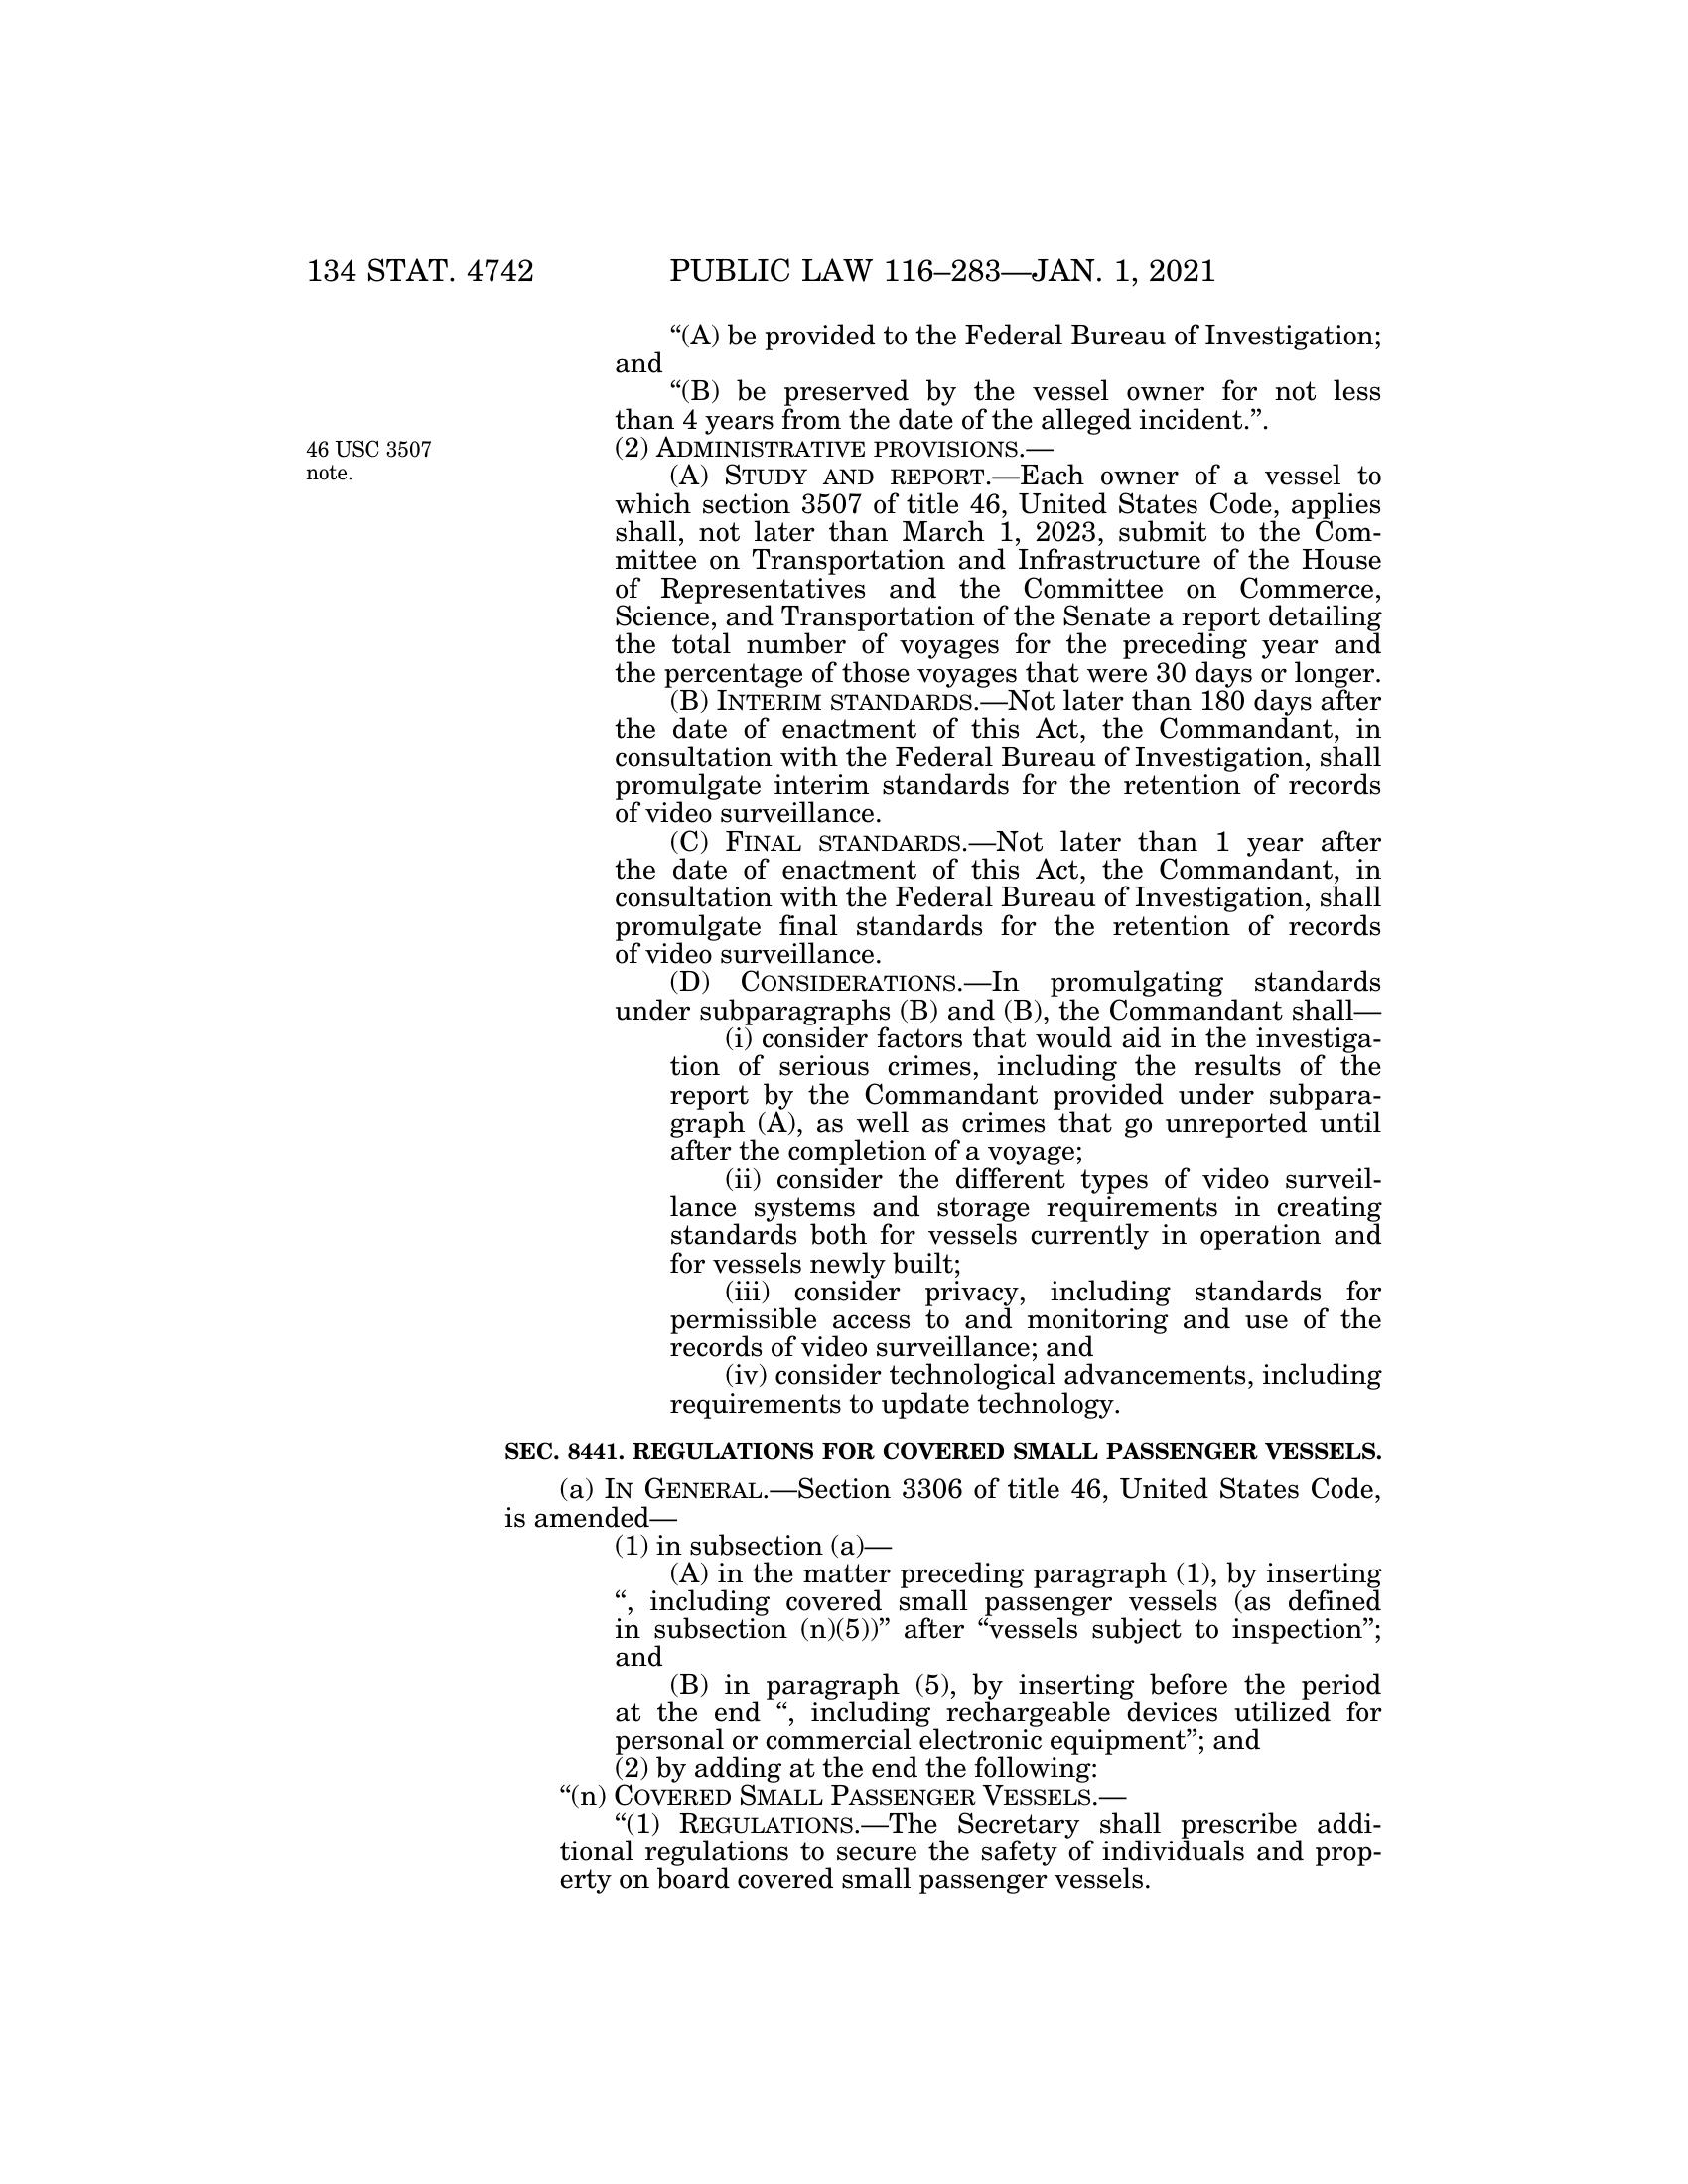 134 STAT. 4742
PUBLIC LAW 116–283—JAN. 1, 2021
“(A) be provided to the Federal Bureau of Investigation;
and
“(B) be preserved by the vessel owner for not less
than 4 years from the date of the alleged incident.”.
46 USC 3507
note.
(2) ADMINISTRATIVE PROVISIONS.—
(A) STUDY AND REPORT.—Each owner of a vessel to
which section 3507 of title 46, United States Code, applies
shall, not later than March 1, 2023, submit to the Com-
mittee on Transportation and Infrastructure of the House
of Representatives and the Committee on Commerce,
Science, and Transportation of the Senate a report detailing
the total number of voyages for the preceding year and
the percentage of those voyages that were 30 days or longer.
(B) INTERIM STANDARDS.—Not later than 180 days after
the date of enactment of this Act, the Commandant, in
consultation with the Federal Bureau of Investigation, shall
promulgate interim standards for the retention of records
of video surveillance.
(C) FINAL STANDARDS.—Not later than 1 year after
the date of enactment of this Act, the Commandant, in
consultation with the Federal Bureau of Investigation, shall
promulgate final standards for the retention of records
of video surveillance.
(D) CONSIDERATIONS.—In promulgating standards
under subparagraphs (B) and (B), the Commandant shall—
(i) consider factors that would aid in the investiga-
tion of serious crimes, including the results of the
report by the Commandant provided under subpara-
graph (A), as well as crimes that go unreported until
after the completion of a voyage;
(ii) consider the different types of video surveil-
lance systems and storage requirements in creating
standards both for vessels currently in operation and
for vessels newly built;
(iii) consider privacy, including standards for
permissible access to and monitoring and use of the
records of video surveillance; and
(iv) consider technological advancements, including
requirements to update technology.
SEC. 8441. REGULATIONS FOR COVERED SMALL PASSENGER VESSELS.
(a) IN GENERAL.—Section 3306 of title 46, United States Code,
is amended—
(1) in subsection (a)—
(A) in the matter preceding paragraph (1), by inserting
“, including covered small passenger vessels (as defined
in subsection (n)(5))” after “vessels subject to inspection”;
and
(B) in paragraph (5), by inserting before the period
at the end “, including rechargeable devices utilized for
personal or commercial electronic equipment”; and
(2) by adding at the end the following:
“(n) COVERED SMALL PASSENGER VESSELS.—
“(1) REGULATIONS.—The Secretary shall prescribe addi-
tional regulations to secure the safety of individuals and prop-
erty on board covered small passenger vessels.